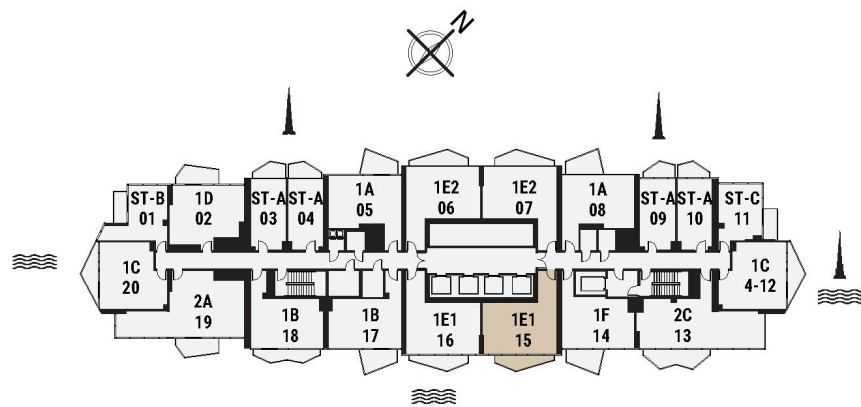 N
ST-B
01
1D
02
ST-A
03
ST-A
04
1A
05
1E2
06
1E2
07
1A
08
ST-A
09
ST-A
10
ST-C
11
1C
20
2A
19
1B
18
1B
17
1E1
16
1E1
15
1F
14
2C
13
1C
4-12